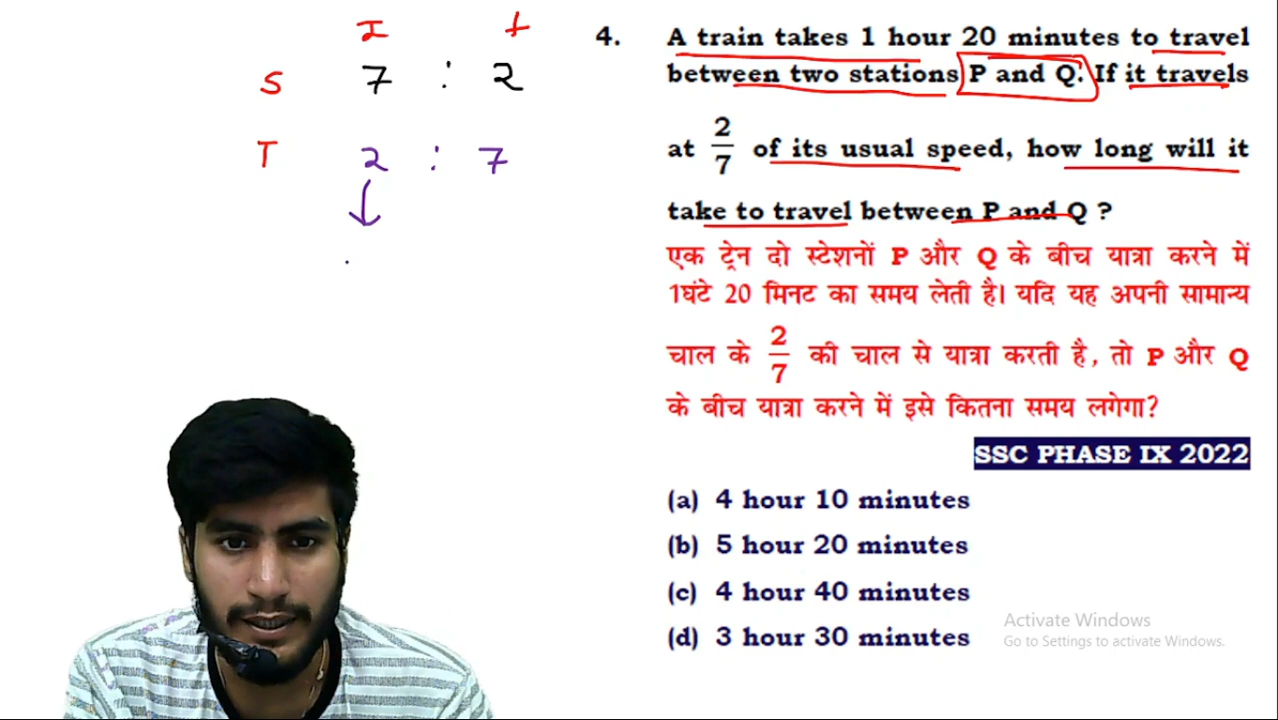 I F
S 7 : 2
T 2 : 7
4. A train takes 1 hour 20 minutes to travel
between two stations P and Q. If it travels
at 2/7 of its usual speed, how long will it
take to travel between P and Q ?
एक ट्रेन दो स्टेशनों P और Q के बीच यात्रा करने में
1घंटे 20 मिनट का समय लेती है। यदि यह अपनी सामान्य
चाल के 2/7 की चाल से यात्रा करती है, तो P और Q
के बीच यात्रा करने में इसे कितना समय लगेगा?
SSC PHASE IX 2022
(a) 4 hour 10 minutes
(b) 5 hour 20 minutes
(c) 4 hour 40 minutes
(d) 3 hour 30 minutes
Activate Windows
Go to Settings to activate Windows.